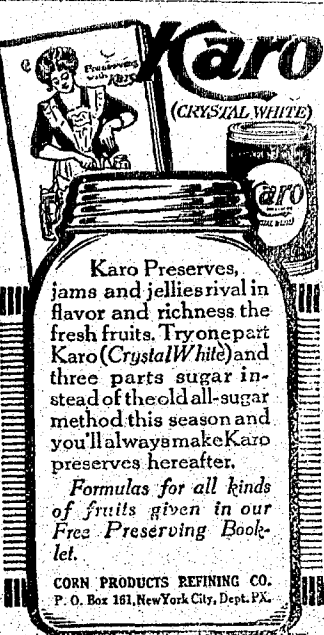 Karo
(CRYSTAL WHITE)
Preserving
with Karo
Karo
Karo Preserves,
jams and jellies rival in
flavor and richness the
fresh fruits. Try one part
Karo (Crystal White) and
three parts sugar in-
stead of the old all-sugar
method this season and
you'll always make Karo
preserves hereafter.
Formulas for all kinds
of fruits given in our
Free Preserving Book-
let.
CORN PRODUCTS REFINING CO.
P. O. Box 161, New York City, Dept. PX.